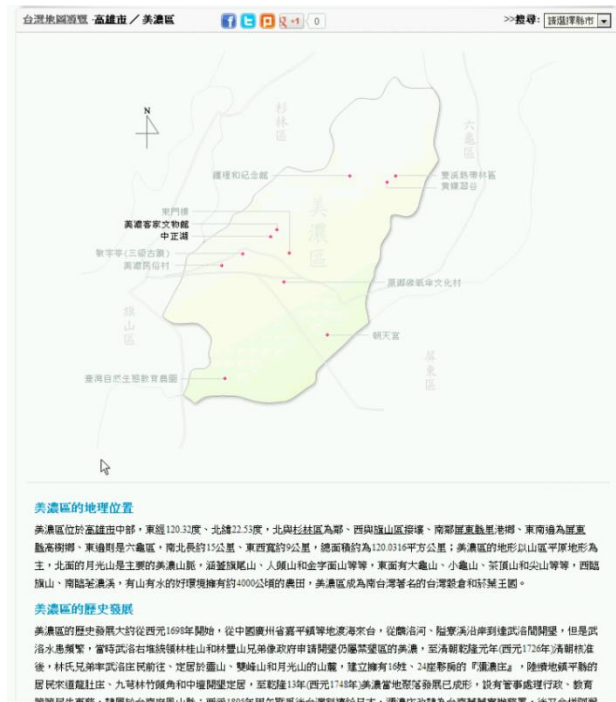 台灣地圖遊覽 ‧高雄市 / 美濃區
+1
0
>>搜尋: 請選擇縣市
N
杉林區
六龜區
鍾理和紀念館
雙溪熱帶林區
黃蝶翠谷
美濃區
東門樓
美濃客家文物館
中正湖
敬字亭(三級古蹟)
美濃民俗村
原鄉緣紙傘文化村
旗山區
朝天宮
屏東區
臺灣自然生態教育農園
美濃區的地理位置
美濃區位於高雄市中部,東經120.32度、北緯22.53度,北與杉林區為鄰、西與旗山區接壤、南鄰屏東縣里港鄉、東南邊為屏東
縣高樹鄉、東邊則是六龜區,南北長約15公里、東西寬約9公里,總面積約為120.0316平方公里;美濃的地形以山區平原地形為
主,北面的月光山是主要的美濃山脈,涵蓋旗尾山、人頭山和金字面山等等,東面有大龜山、小龜山、茶頂山和尖山等等,西臨
旗山、南臨荖濃溪,有山有水的好環境擁有約4000公頃的農田,美濃區成為南台灣著名的台灣穀倉和菸葉王國。
美濃區的歷史發展
美濃區的歷史發展大約從西元1698年開始,從中國廣州省嘉平鎮等地渡海來台,從麟洛河、隘寮溪沿岸到達武洛間開墾,但是武
洛水患頻繁,當時武洛右堆統領林桂山和林豐山兄弟像政府申請開墾仍屬禁墾區的美濃,至清朝乾隆元年(西元1726年)清朝核准
後,林氏兄弟率武洛庄民前往、定居於靈山、雙峰山和月光山的山麓,建立擁有16姓、24座夥房的『瀰濃庄』,陸續地鎮平縣的
居民來道龍肚庄、九芎林竹頭角和中壇開墾定居,至乾隆13年(西元1748年)美濃當地聚落發展已成形,設有管事處理行政、教育